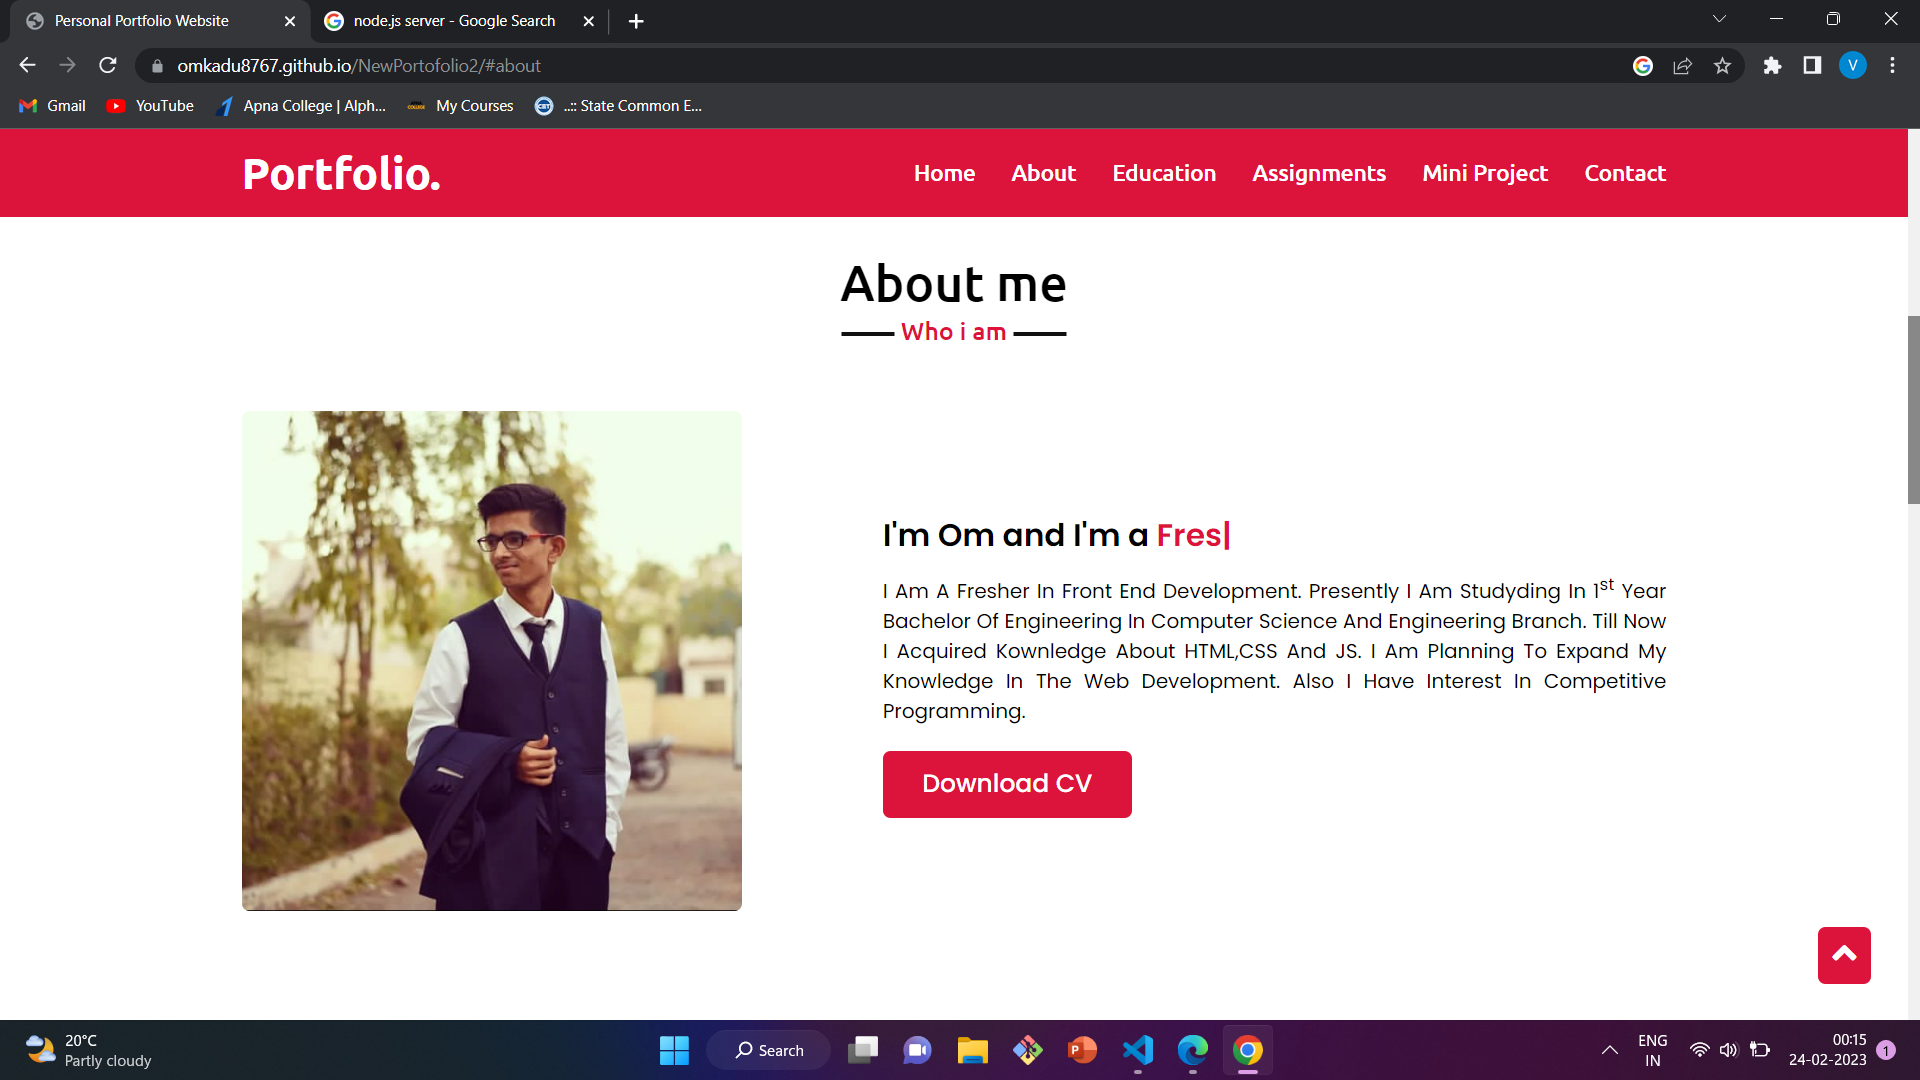 Personal Portfolio Website
node.js server - Google Search
omkadu8767.github.io/NewPortofolio2/#about
V
Gmail
YouTube
Apna College | Alph...
My Courses
..:: State Common E...
Portfolio.
Home
About
Education
Assignments
Mini Project
Contact
About me
Who i am
I'm Om and I'm a Fres|
I Am A Fresher In Front End Development. Presently I Am Studyding In 1st Year
Bachelor Of Engineering In Computer Science And Engineering Branch. Till Now
I Acquired Kownledge About HTML,CSS And JS. I Am Planning To Expand My
Knowledge In The Web Development. Also I Have Interest In Competitive
Programming.
Download CV
20°C
Partly cloudy
Search
ENG
IN
00:15
24-02-2023
1